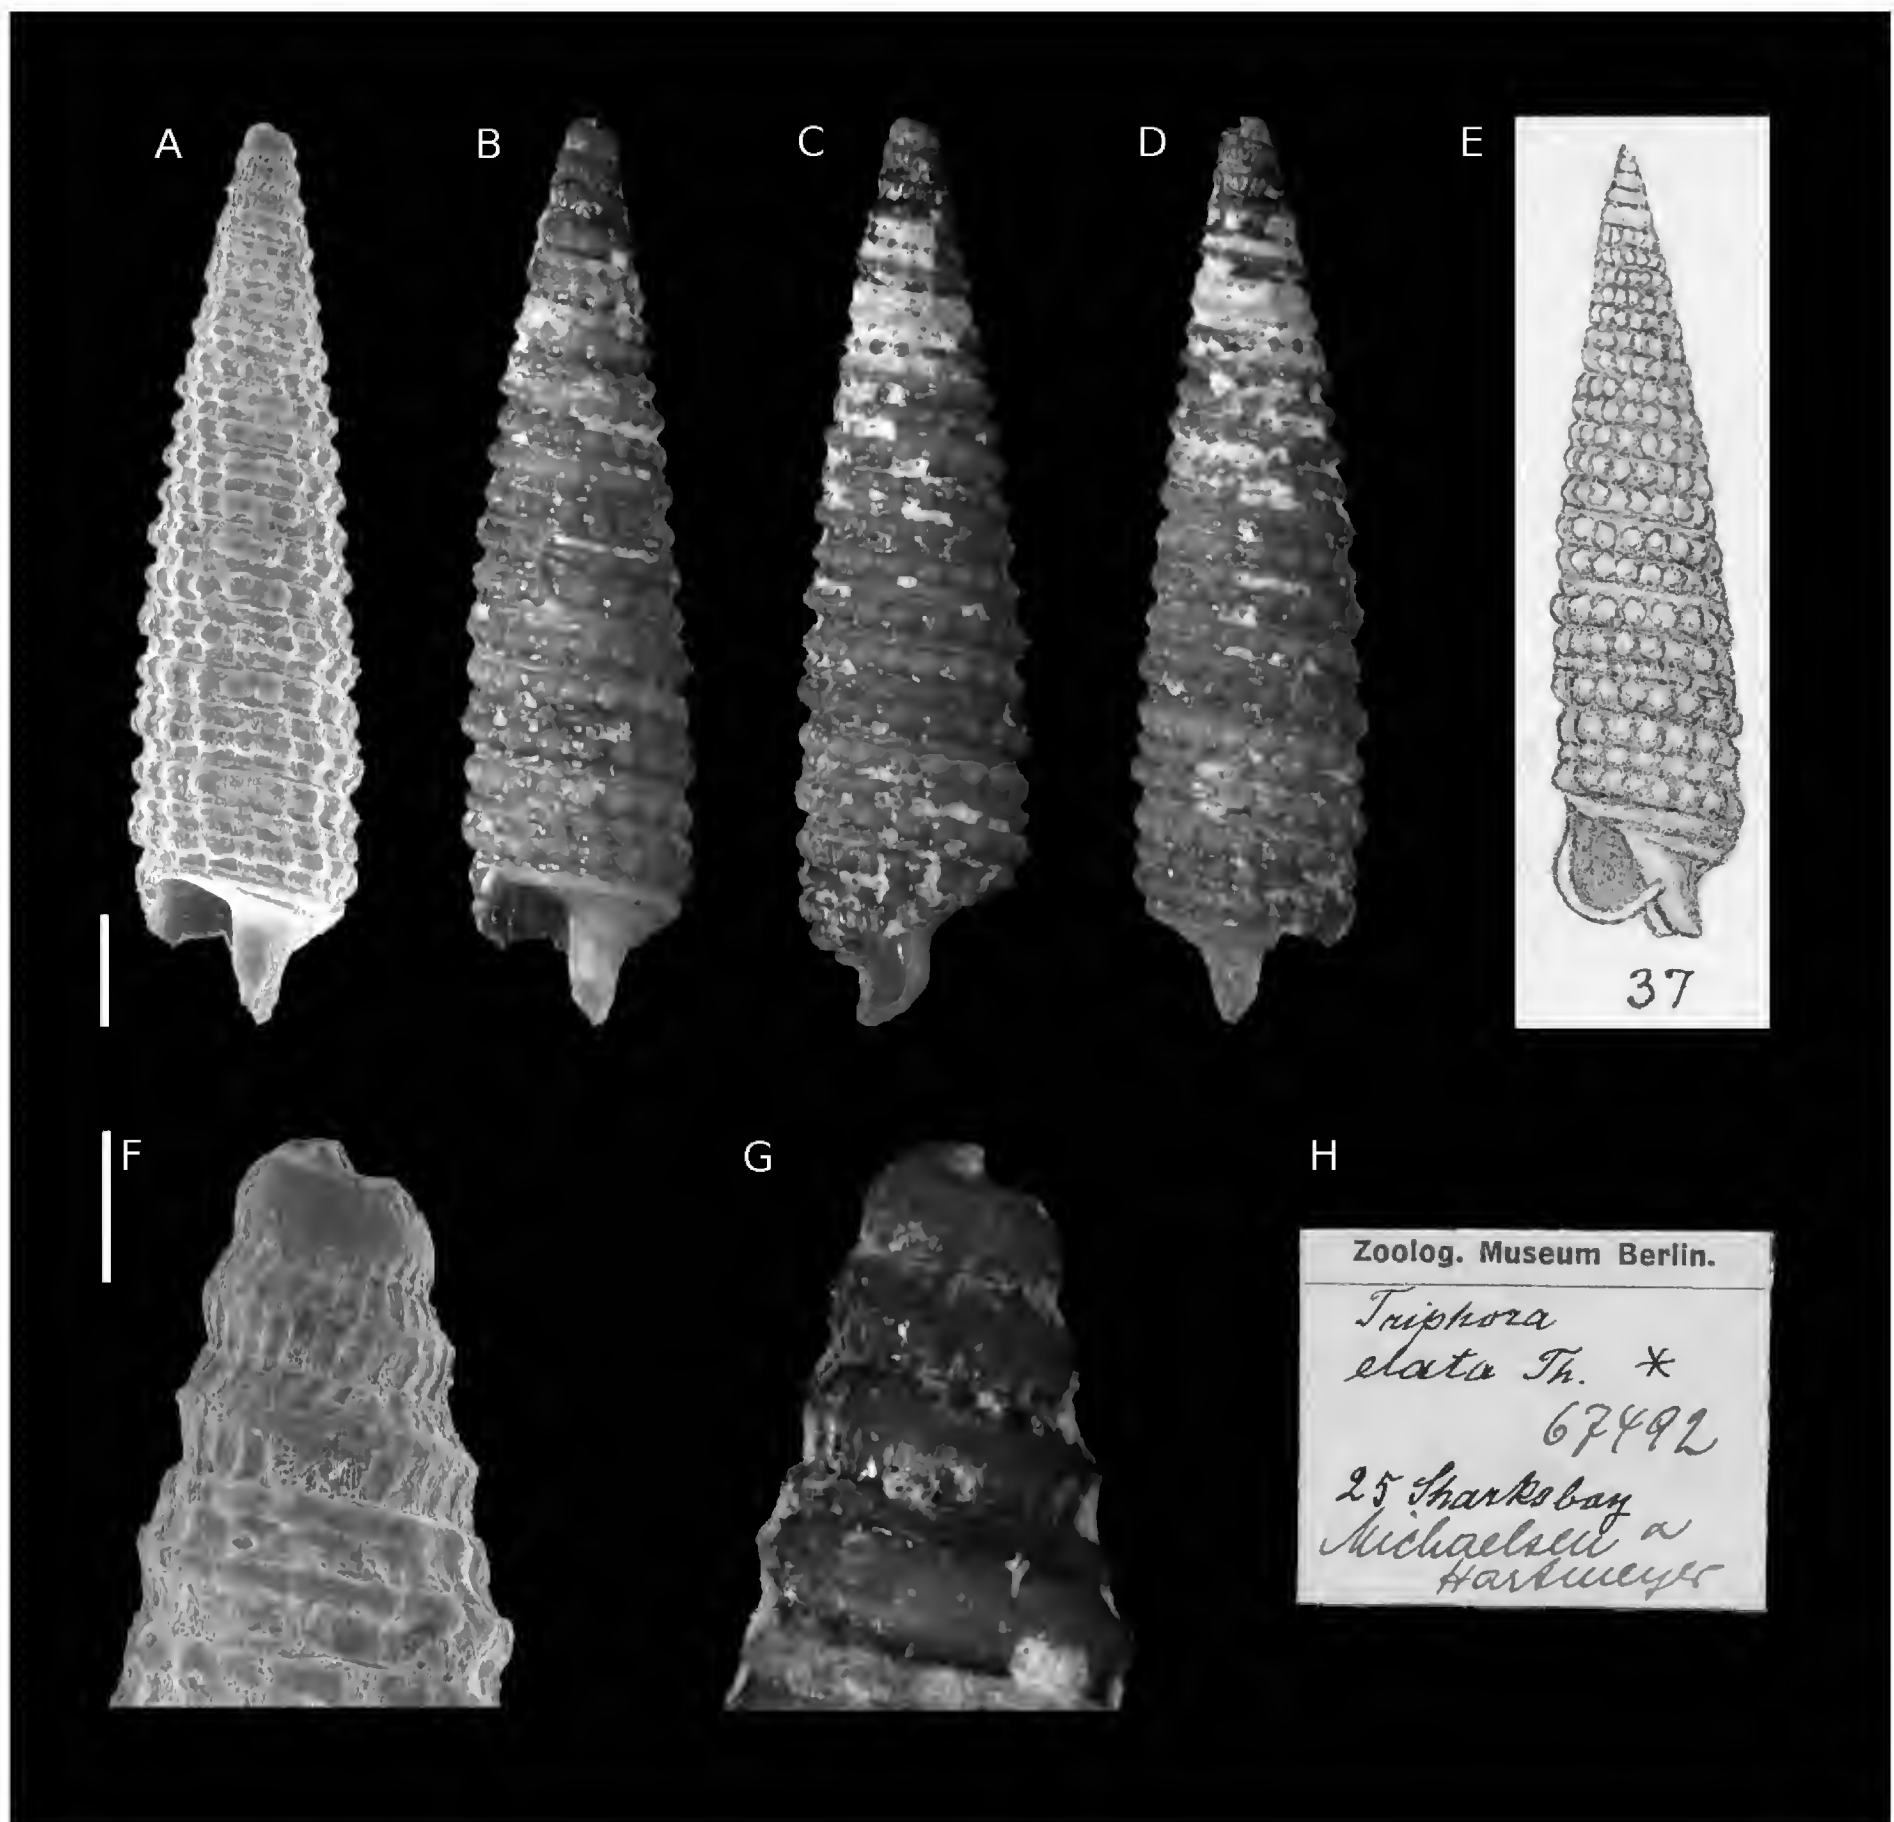 A
B
C
D
E
37
F
G
H
Zoolog. Museum Berlin.
Triphora
elata Th. *
67492
25 Sharksbay
Michaelsen a
Hartmeyer